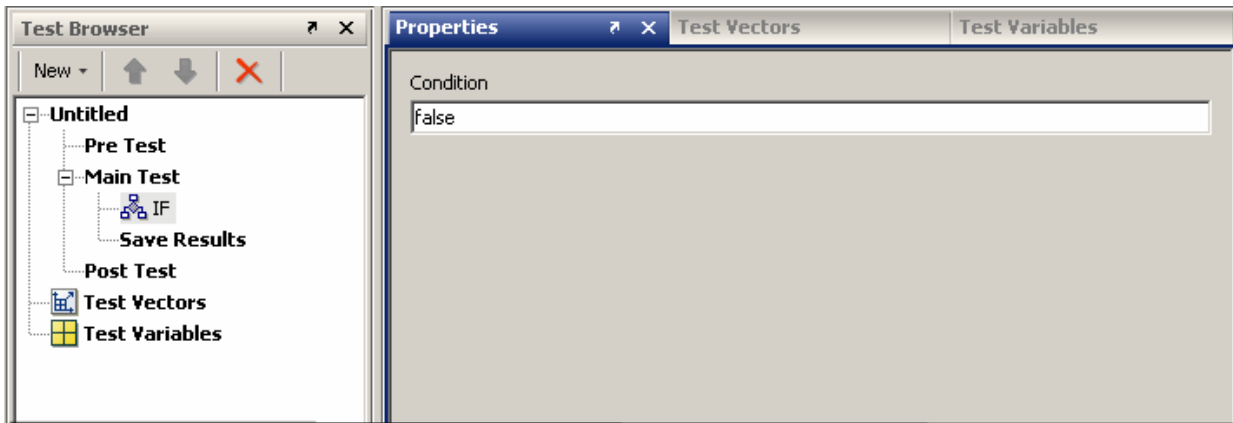 Test Browser
New
Untitled
Pre Test
Main Test
IF
Save Results
Post Test
Test Vectors
Test Variables
Properties
Test Vectors
Test Variables
Condition
false